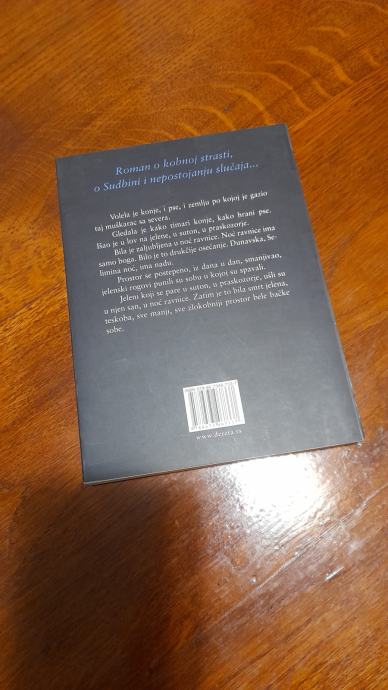 Roman o kobnoj strasti,
o Sudbini i nepostojanju slučaja...
Volela je konje, i pse, i zemlju po kojoj je gazio
taj muškarac sa severa.
Gledala je kako timari konje, kako hrani pse.
Išao je u lov na jelene, u suton, u praskozorje.
Bila je zaljubljena u noć ravnice. Noć ravnice ima
samo boga. Bilo je to drukčije osećanje. Dunavska, Se-
limina noć, ima nadu.
Prostor se postepeno, iz dana u dan, smanjivao,
jelenski rogovi punili su sobu u kojoj su spavali.
Jeleni koji se pare u suton, u praskozorje, ušli su
u njen san, u noć ravnice. Zatim je to bila smrt jelena,
teskoba, sve manji, sve zlokobniji prostor bele bačke
sobe.
www.dereta.rs